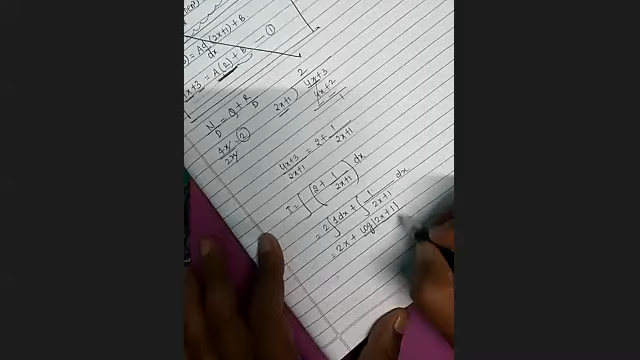 = Ad (2x+1) + B
dx
4x+3 = A(2) + B — ①
N/D = Q + R/D
4x/2x = ②
2
2x+1) 4x+3
4x+2
1
4x+3/2x+1 = 2 + 1/2x+1
I = ∫(2 + 1/2x+1) dx
= 2∫1dx + ∫1/2x+1 dx
= 2x + log|2x+1|